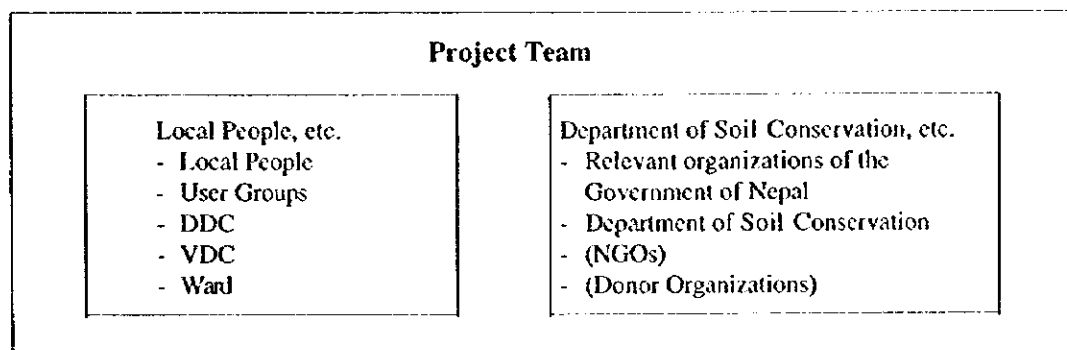 Project Team
Local People, etc.
- Local People
- User Groups
- DDC
- VDC
- Ward
Department of Soil Conservation, etc.
- Relevant organizations of the
Government of Nepal
- Department of Soil Conservation
- (NGOs)
- (Donor Organizations)